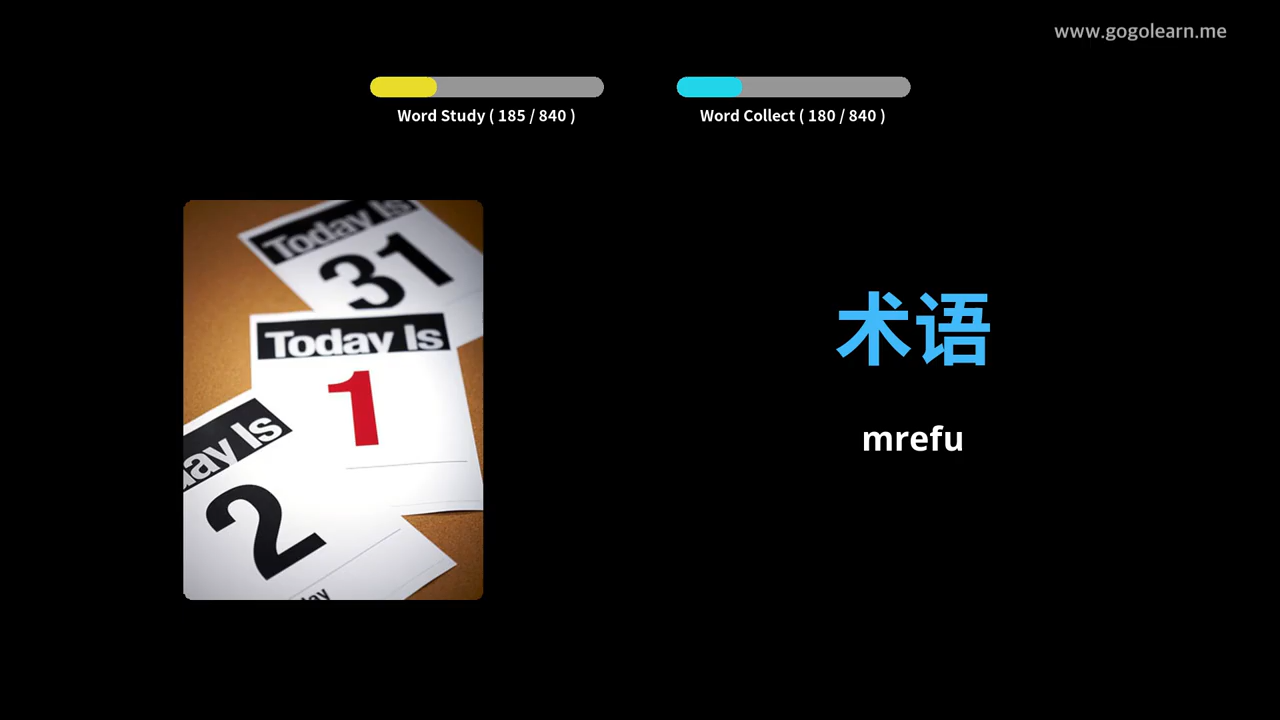 www.gogolearn.me
Word Study ( 185 / 840 )
Word Collect ( 180 / 840 )
Today Is
31
Today Is
1
ay Is
2
术语
mrefu